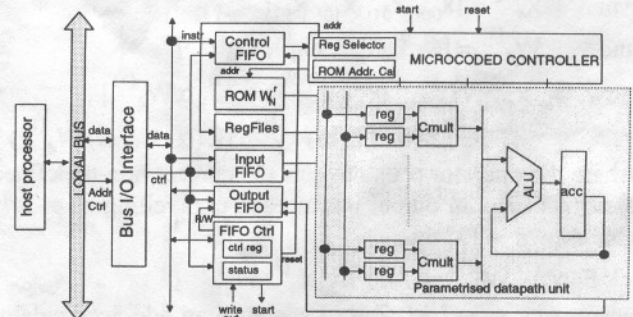 start
reset
addr
instr
Control
FIFO
Reg Selector
ROM Addr. Cal
MICROCODED CONTROLLER
addr
ROM W
r
N
RegFiles
reg
reg
Cmult
host processor
LOCAL BUS
data
Addr
Ctrl
Bus I/O Interface
data
ctrl
Input
FIFO
Output
FIFO
R/W
FIFO Ctrl
ctrl reg
status
reset
ALU
acc
reg
reg
Cmult
Parametrised datapath unit
write
start